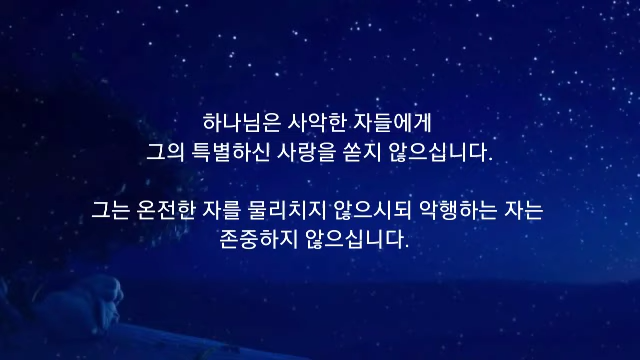 하나님은 사악한 자들에게
그의 특별하신 사랑을 쏟지 않으십니다.
그는 온전한 자를 물리치지 않으시되 악행하는 자는
존중하지 않으십니다.